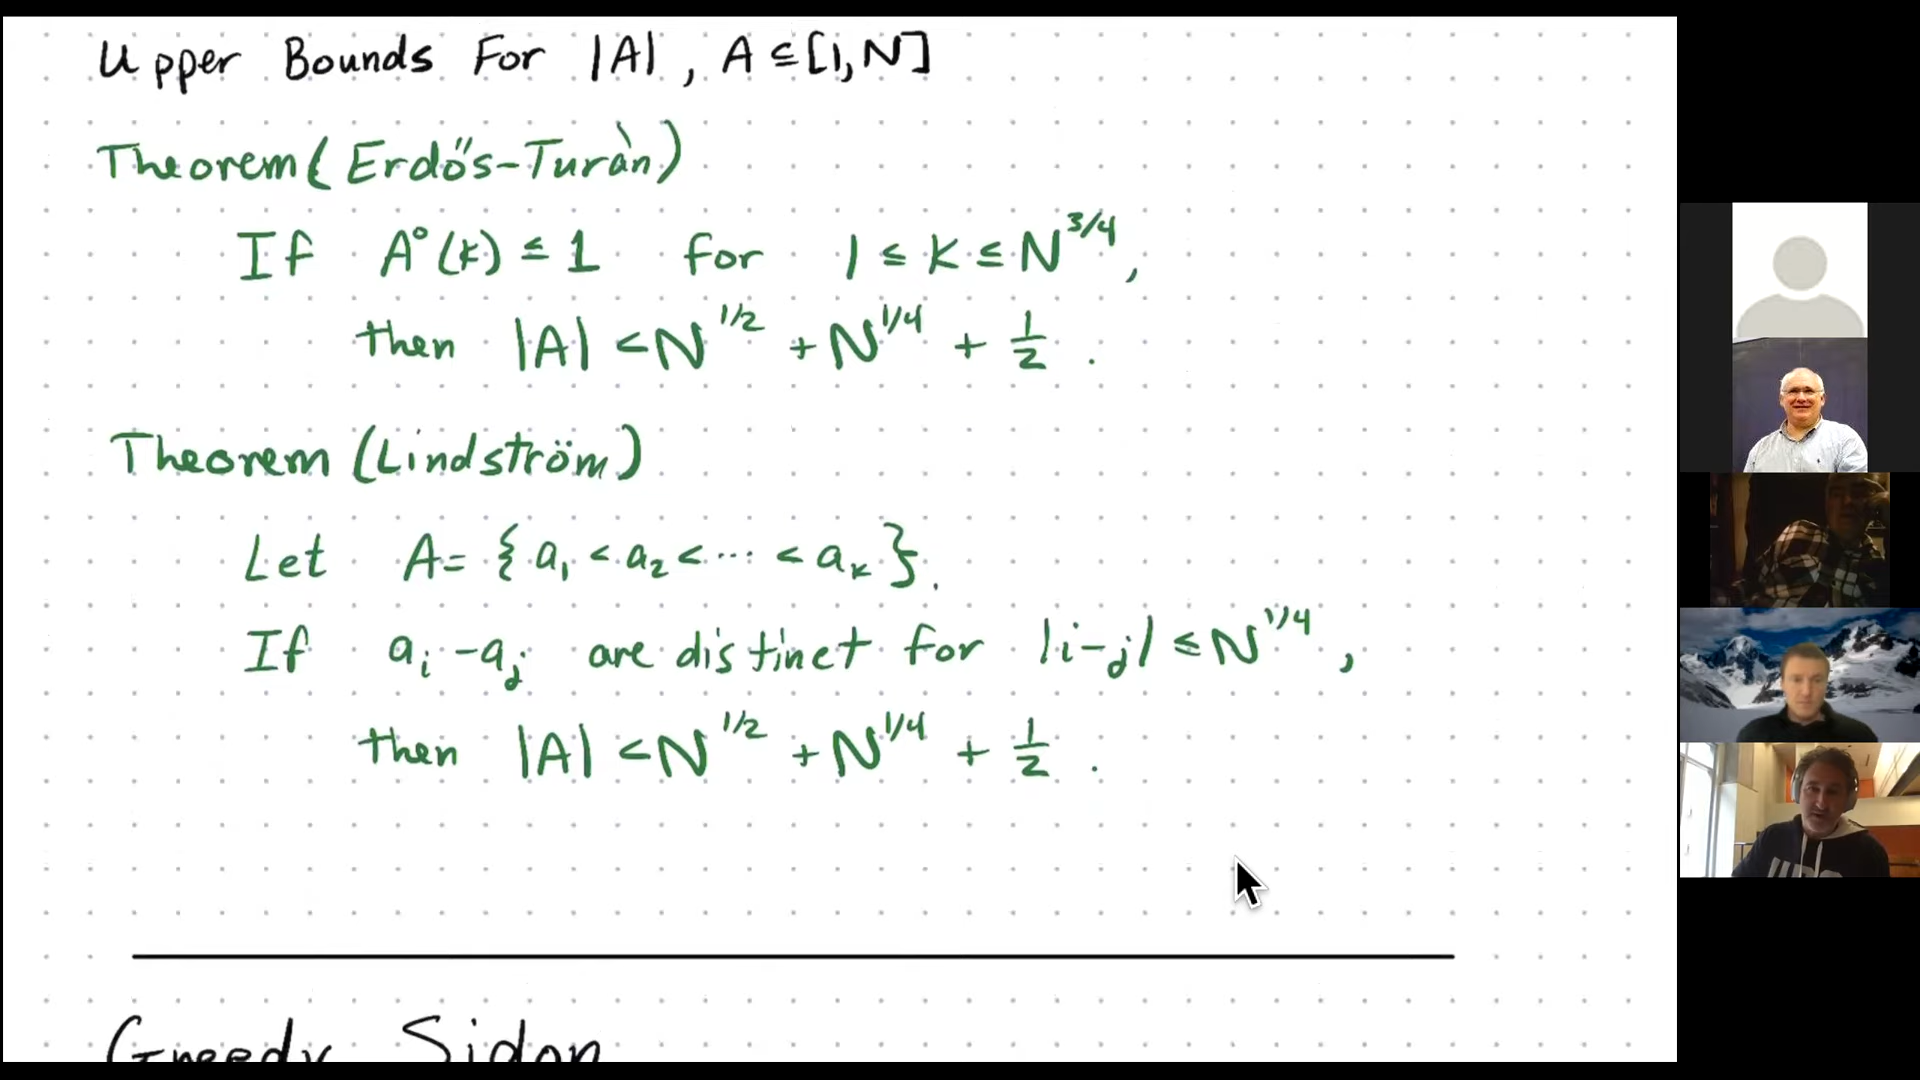 Upper Bounds For |A|, A ⊆ [1,N]
Theorem (Erdős-Turàn)
If A°(k) ≤ 1 for 1 ≤ k ≤ N^{3/4},
then |A| < N^{1/2} + N^{1/4} + 1/2.
Theorem (Lindström)
Let A = {a₁ < a₂ < ⋯ < aₖ}.
If aᵢ - aⱼ are distinct for |i-j| ≤ N^{1/4},
then |A| < N^{1/2} + N^{1/4} + 1/2.
Greedy Sidon